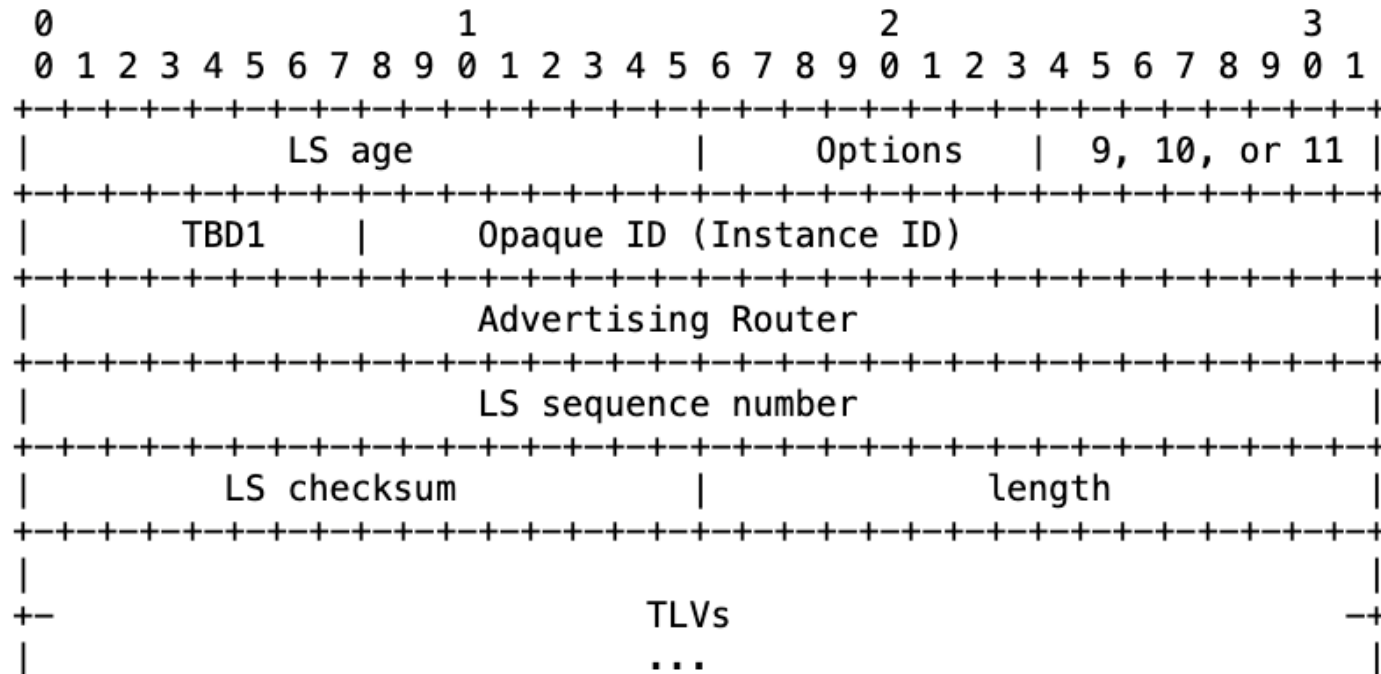 0                   1                   2                   3
 0 1 2 3 4 5 6 7 8 9 0 1 2 3 4 5 6 7 8 9 0 1 2 3 4 5 6 7 8 9 0 1
+-+-+-+-+-+-+-+-+-+-+-+-+-+-+-+-+-+-+-+-+-+-+-+-+-+-+-+-+-+-+-+-+
|            LS age             |     Options   |  9, 10, or 11 |
+-+-+-+-+-+-+-+-+-+-+-+-+-+-+-+-+-+-+-+-+-+-+-+-+-+-+-+-+-+-+-+-+
|       TBD1    |     Opaque ID (Instance ID)                   |
+-+-+-+-+-+-+-+-+-+-+-+-+-+-+-+-+-+-+-+-+-+-+-+-+-+-+-+-+-+-+-+-+
|                     Advertising Router                        |
+-+-+-+-+-+-+-+-+-+-+-+-+-+-+-+-+-+-+-+-+-+-+-+-+-+-+-+-+-+-+-+-+
|                     LS sequence number                        |
+-+-+-+-+-+-+-+-+-+-+-+-+-+-+-+-+-+-+-+-+-+-+-+-+-+-+-+-+-+-+-+-+
|         LS checksum           |             length            |
+-+-+-+-+-+-+-+-+-+-+-+-+-+-+-+-+-+-+-+-+-+-+-+-+-+-+-+-+-+-+-+-+
|                                                               |
+-                            TLVs                             -+
|                             ...                               |